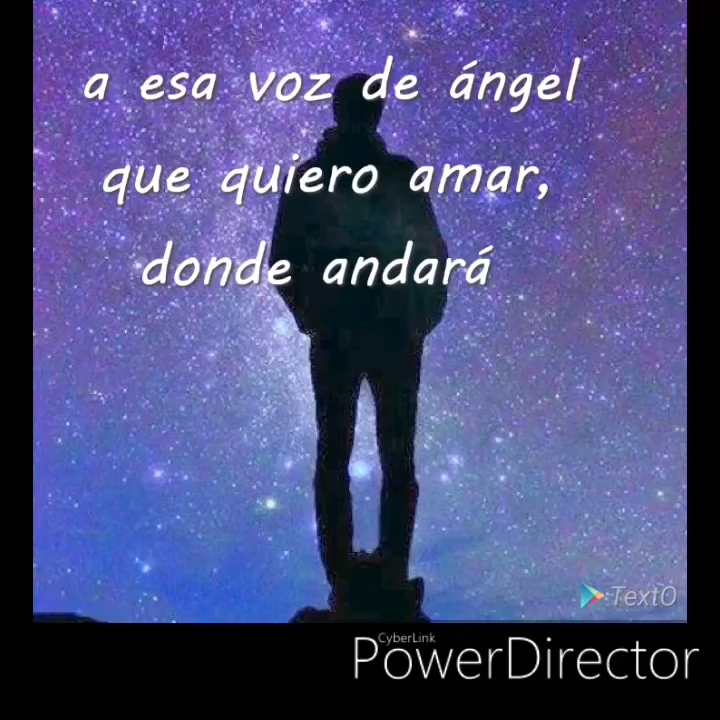 a esa voz de ángel
que quiero amar,
donde andará
TextO
CyberLink
PowerDirector